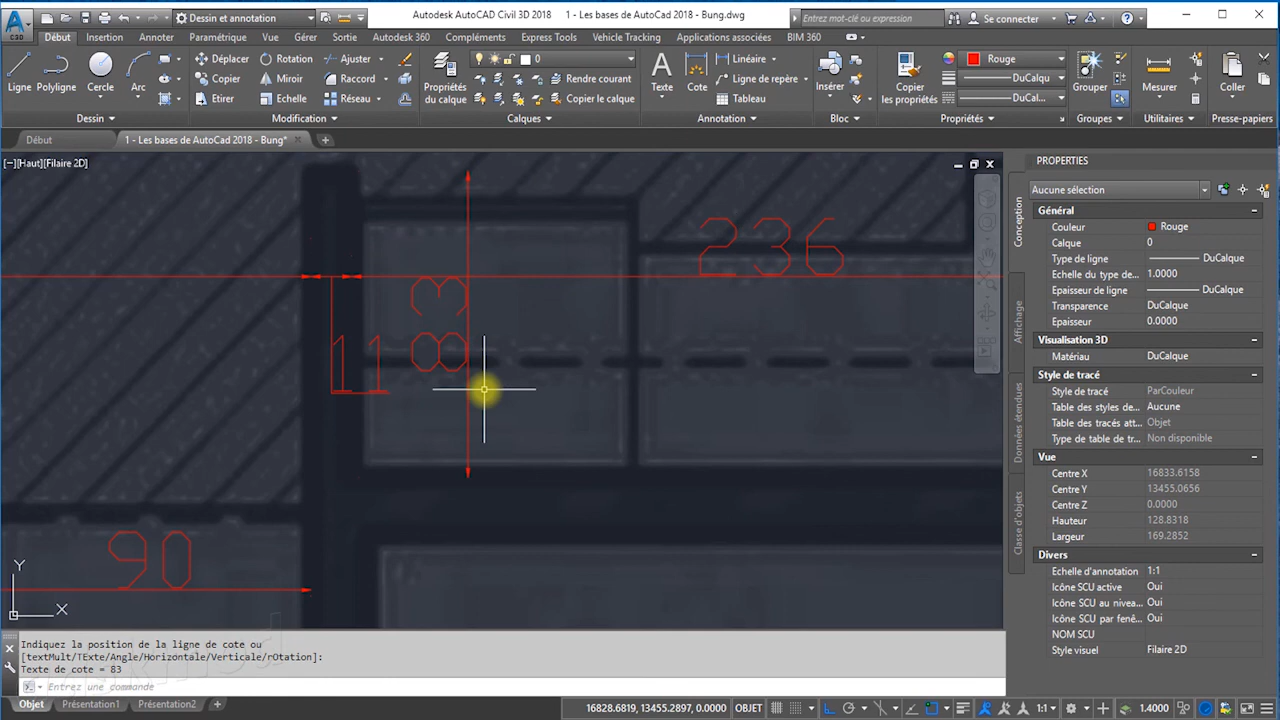 Dessin et annotation
Autodesk AutoCAD Civil 3D 2018
1 - Les bases de AutoCad 2018 - Bung.dwg
Entrez mot-clé ou expression
Se connecter
C3D
Début
Insertion
Annoter
Paramétrique
Vue
Gérer
Sortie
Autodesk 360
Compléments
Express Tools
Vehicle Tracking
Applications associées
BIM 360
Ligne
Polyligne
Cercle
Arc
Déplacer
Rotation
Ajuster
Copier
Miroir
Raccord
Etirer
Echelle
Réseau
Propriétés
du calque
0
Rendre courant
Copier le calque
Texte
Cote
Linéaire
Ligne de repère
Tableau
Insérer
Copier
les propriétés
Rouge
DuCalqu
DuCal...
Grouper
Mesurer
Coller
Dessin
Modification
Calques
Annotation
Bloc
Propriétés
Groupes
Utilitaires
Presse-papiers
Début
1 - Les bases de AutoCad 2018 - Bung*
[−][Haut][Filaire 2D]
236
83
11
90
Y
X
PROPERTIES
Aucune sélection
Général
Couleur Rouge
Calque 0
Type de ligne DuCalque
Echelle du type de... 1.0000
Epaisseur de ligne DuCalque
Transparence DuCalque
Epaisseur 0.0000
Visualisation 3D
Matériau DuCalque
Style de tracé
Style de tracé ParCouleur
Table des styles de... Aucune
Table des tracés att... Objet
Type de table de tr... Non disponible
Vue
Centre X 16833.6158
Centre Y 13455.0656
Centre Z 0.0000
Hauteur 128.8318
Largeur 169.2852
Divers
Echelle d'annotation 1:1
Icône SCU active Oui
Icône SCU au nivea... Oui
Icône SCU par fenê... Oui
NOM SCU
Style visuel Filaire 2D
Conception
Affichage
Données étendues
Classe d'objets
Indiquez la position de la ligne de cote ou
[textMult/TExte/Angle/Horizontale/Verticale/rOtation]:
Texte de cote = 83
Entrez une commande
Objet
Présentation1
Présentation2
16828.6819, 13455.2897, 0.0000
OBJET
1:1
1.4000